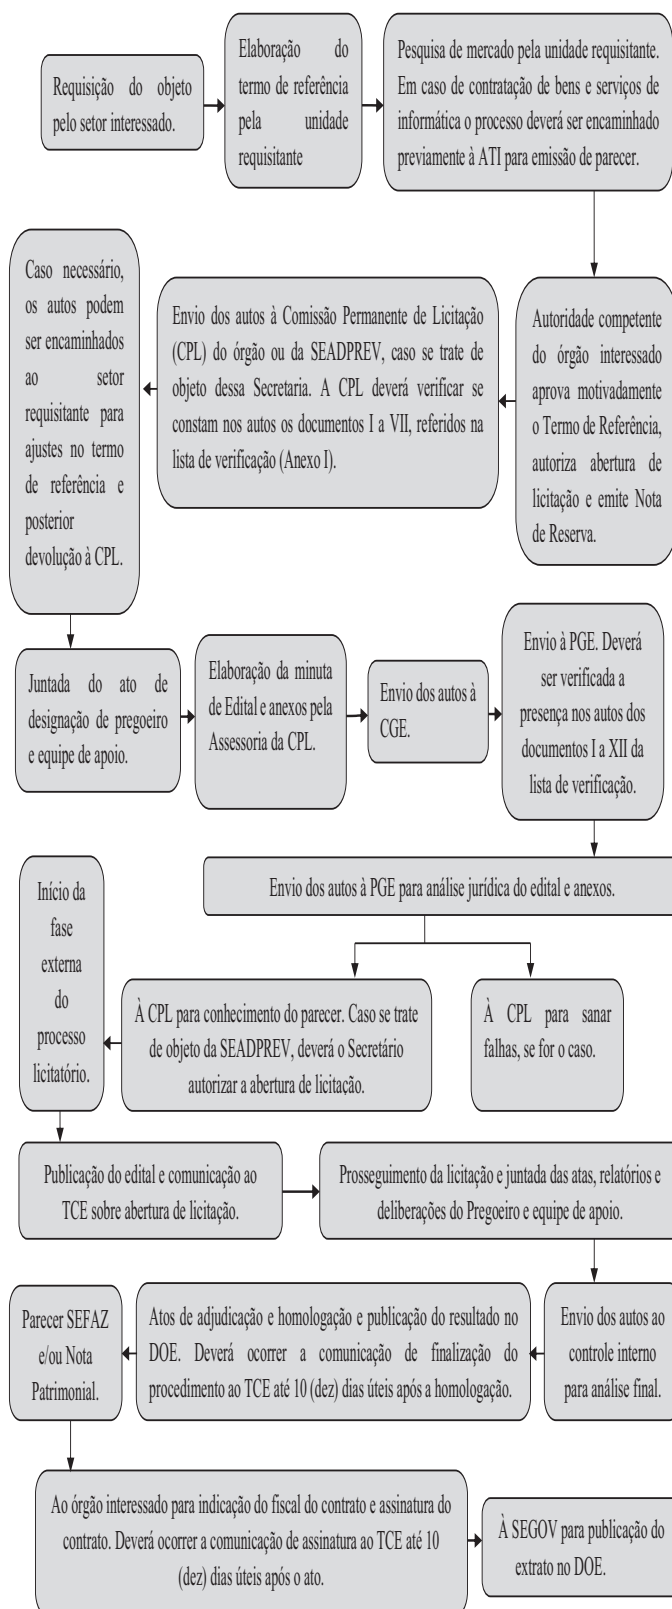 Requisição do objeto
pelo setor interessado.
Elaboração do
termo de referência
pela unidade
requisitante
Pesquisa de mercado pela unidade requisitante.
Em caso de contratação de bens e serviços de
informática o processo deverá ser encaminhado
previamente à ATI para emissão de parecer.
Autoridade competente
do órgão interessado
aprova motivadamente
o Termo de Referência,
autoriza abertura de
licitação e emite Nota
de Reserva.
Envio dos autos à Comissão Permanente de Licitação
(CPL) do órgão ou da SEADPREV, caso se trate de
objeto dessa Secretaria. A CPL deverá verificar se
constam nos autos os documentos I a VII, referidos na
lista de verificação (Anexo I).
Caso necessário,
os autos podem
ser encaminhados
ao setor
requisitante para
ajustes no termo
de referência e
posterior
devolução à CPL.
Juntada do ato de
designação de pregoeiro
e equipe de apoio.
Elaboração da minuta
de Edital e anexos pela
Assessoria da CPL.
Envio dos autos à
CGE.
Envio à PGE. Deverá
ser verificada a
presença nos autos dos
documentos I a XII da
lista de verificação.
Envio dos autos à PGE para análise jurídica do edital e anexos.
À CPL para conhecimento do parecer. Caso se trate
de objeto da SEADPREV, deverá o Secretário
autorizar a abertura de licitação.
À CPL para sanar
falhas, se for o caso.
Início da
fase
externa
do
processo
licitatório.
Publicação do edital e comunicação ao
TCE sobre abertura de licitação.
Prosseguimento da licitação e juntada das atas, relatórios e
deliberações do Pregoeiro e equipe de apoio.
Envio dos autos ao
controle interno
para análise final.
Atos de adjudicação e homologação e publicação do resultado no
DOE. Deverá ocorrer a comunicação de finalização do
procedimento ao TCE até 10 (dez) dias úteis após a homologação.
Parecer SEFAZ
e/ou Nota
Patrimonial.
Ao órgão interessado para indicação do fiscal do contrato e assinatura do
contrato. Deverá ocorrer a comunicação de assinatura ao TCE até 10
(dez) dias úteis após o ato.
À SEGOV para publicação do
extrato no DOE.